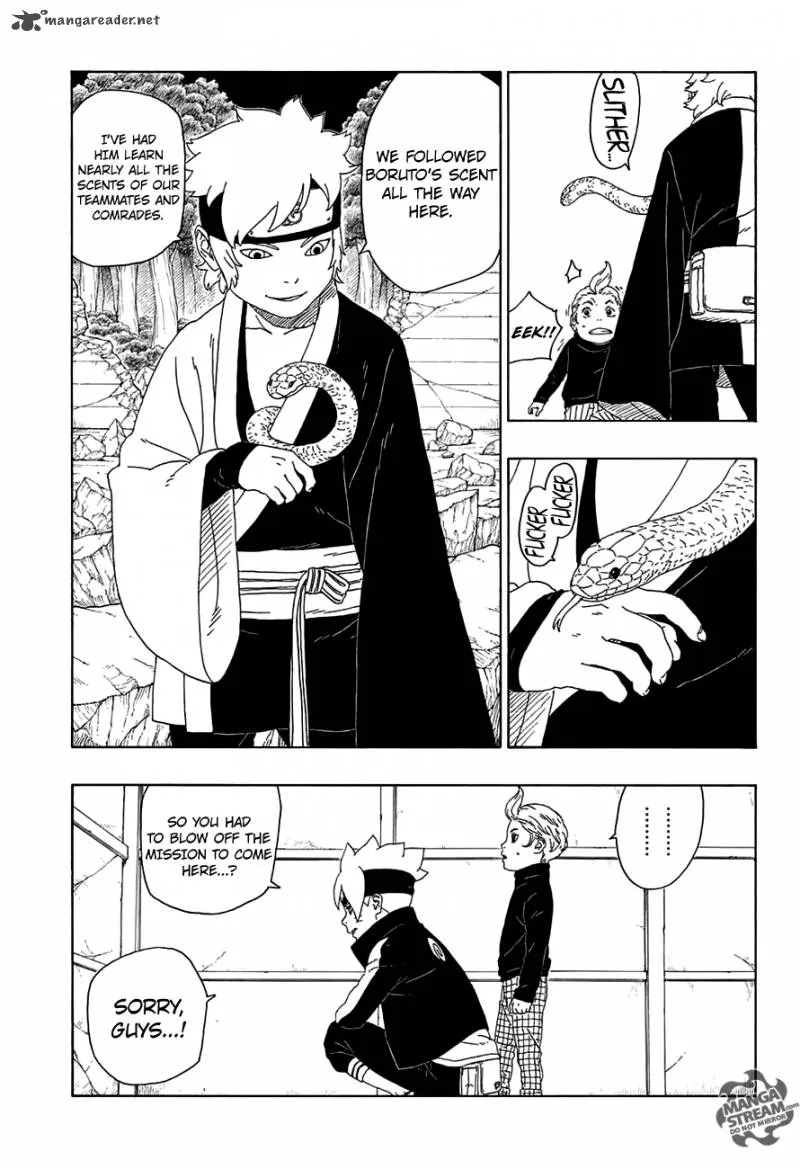 mangareader.net
SLITHER...
EEK!!
WE FOLLOWED
BORUTO'S SCENT
ALL THE WAY
HERE.
I'VE HAD
HIM LEARN
NEARLY ALL THE
SCENTS OF OUR
TEAMMATES AND
COMRADES.
FLICKER
FLICKER
......
SO YOU HAD
TO BLOW OFF THE
MISSION TO COME
HERE...?
SORRY,
GUYS...!
MANGA
STREAM.COM
DO NOT MIRROR